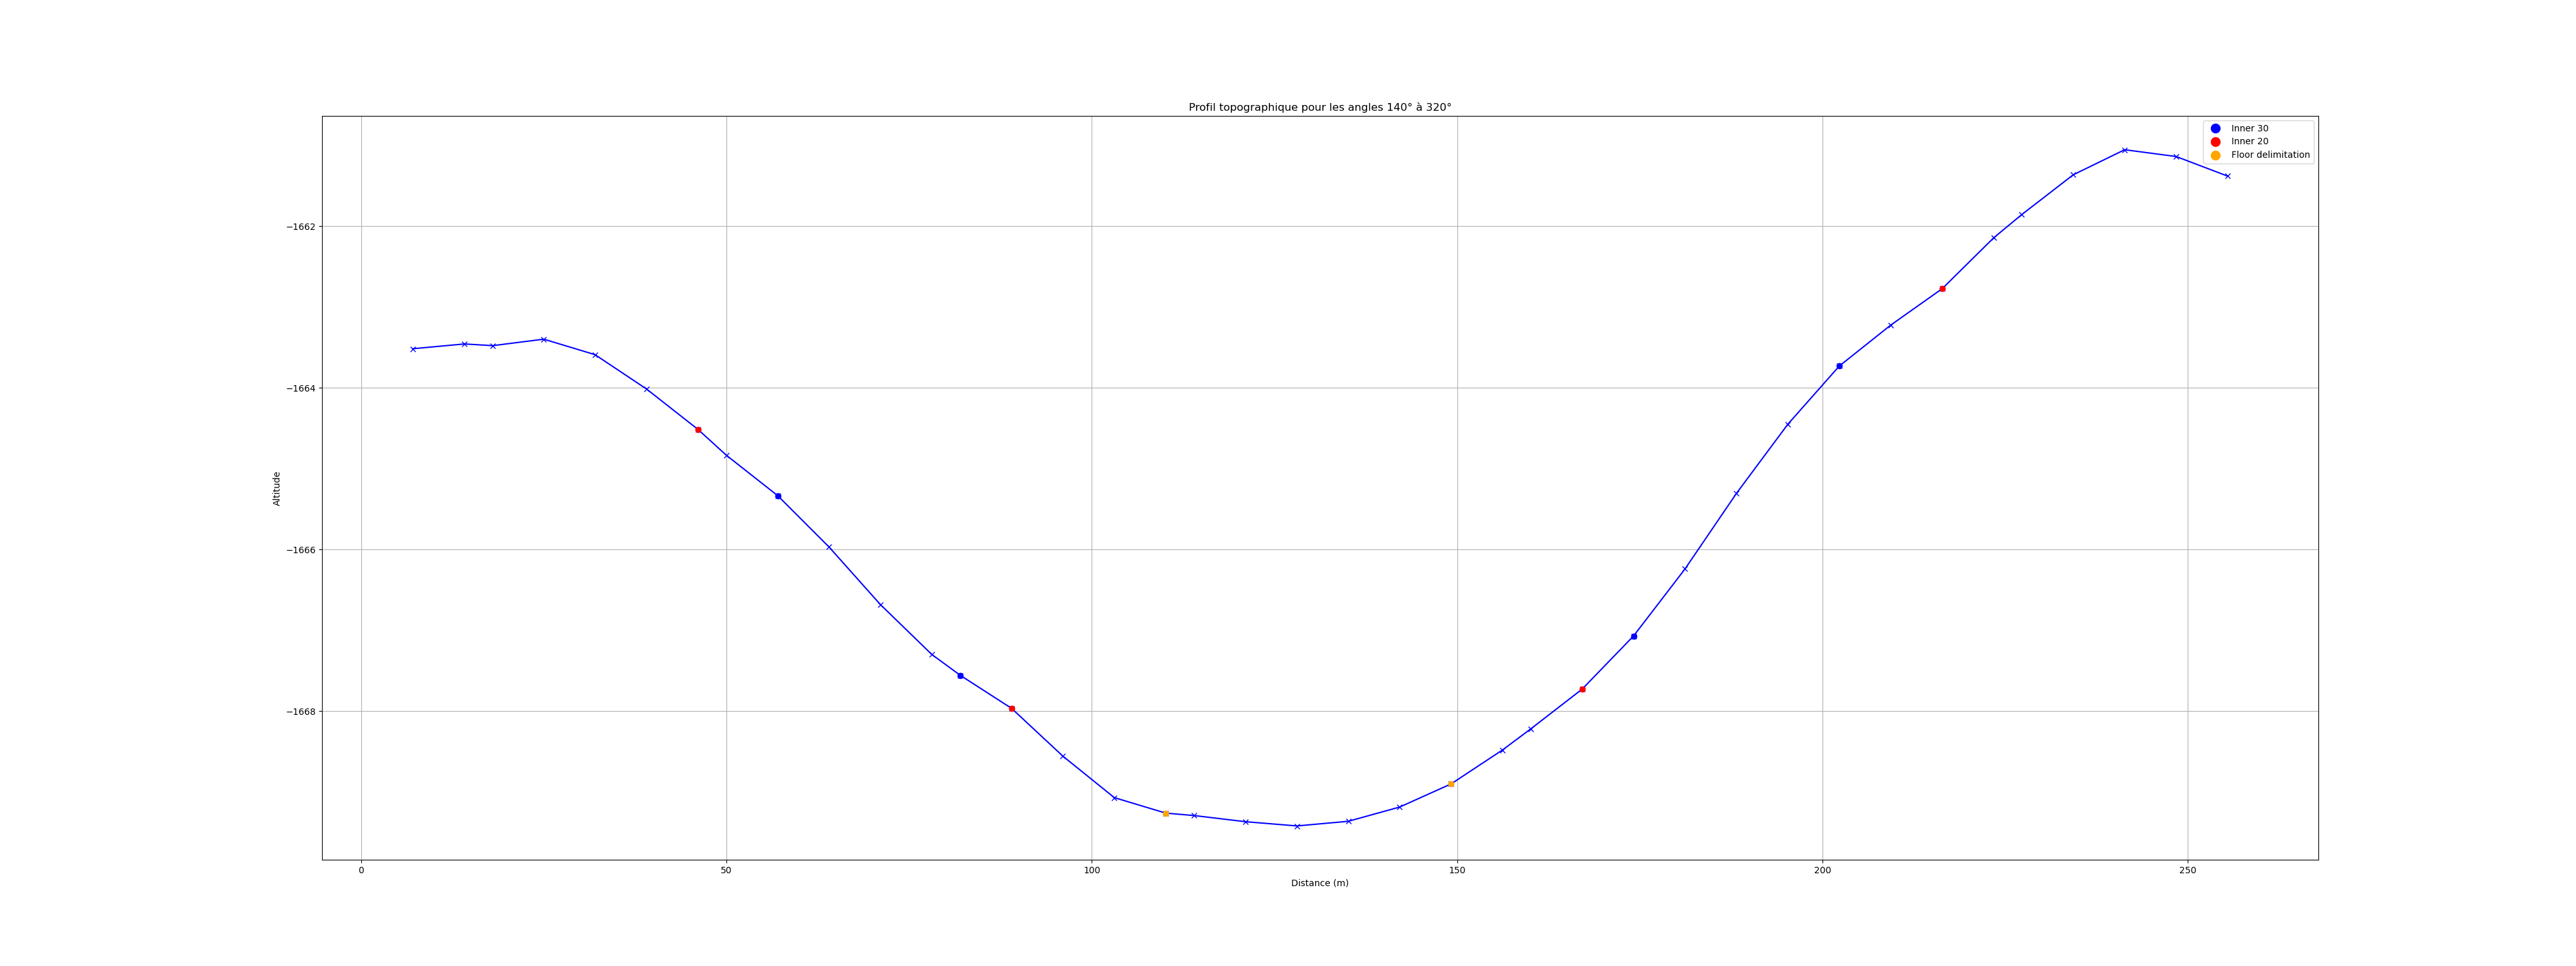 Profil topographique pour les angles 140° à 320°
Inner 30
Inner 20
Floor delimitation
−1662
−1664
−1666
−1668
Altitude
0 50 100 150 200 250
Distance (m)